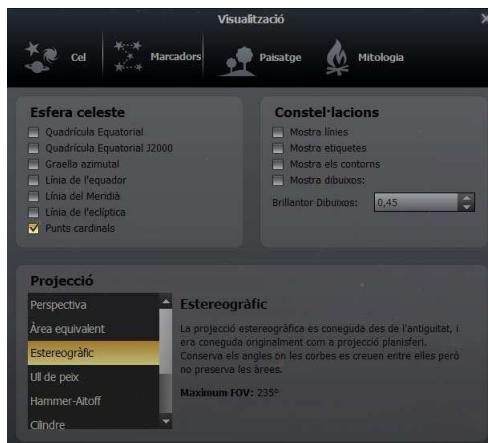 Visualització
Cel
Marcadors
Paisatge
Mitologia
Esfera celeste
Quadrícula Equatorial
Quadrícula Equatorial J2000
Graella azimutal
Línia de l'equador
Línia del Meridià
Línia de l'eclíptica
Punts cardinals
Constel·lacions
Mostra línies
Mostra etiquetes
Mostra els contorns
Mostra dibuixos:
Brillantor Dibuixos: 0,45
Projecció
Perspectiva
Àrea equivalent
Estereogràfic
Ull de peix
Hammer-Aitoff
Cilindre
Estereogràfic
La projecció estereogràfica es coneguda des de l'antiguitat, i
era coneguda originalment com a projecció planisferi.
Conserva els angles on les corbes es creuen entre elles però
no preserva les àrees.
Maximum FOV: 235°